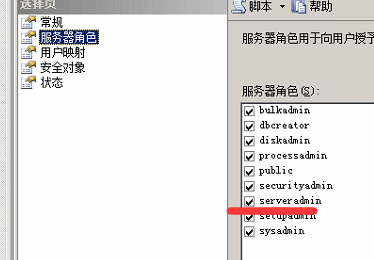 选择页
脚本 帮助
常规
服务器角色
用户映射
安全对象
状态
服务器角色用于向用户授予
服务器角色(S):
bulkadmin
dbcreator
diskadmin
processadmin
public
securityadmin
serveradmin
setupadmin
sysadmin